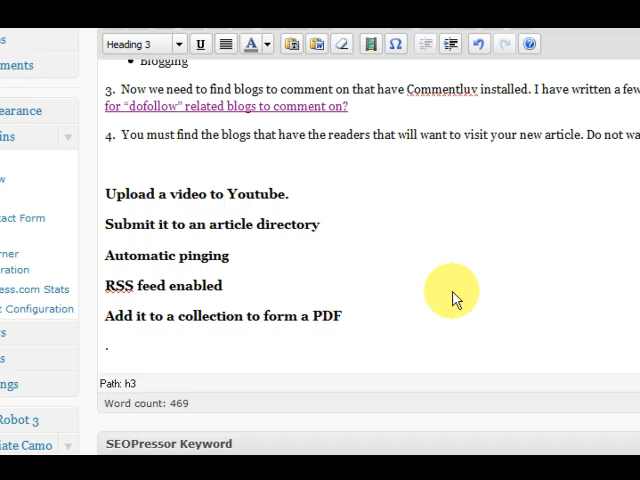 Heading 3
U
A
Blogging
3. Now we need to find blogs to comment on that have Commentluv installed. I have written a few
for “dofollow” related blogs to comment on?
4. You must find the blogs that have the readers that will want to visit your new article. Do not wa
Upload a video to Youtube.
Submit it to an article directory
Automatic pinging
RSS feed enabled
Add it to a collection to form a PDF
.
Path: h3
Word count: 469
SEOPressor Keyword
s
ments
earance
ins
w
tact Form
rner
ration
ess.com Stats
t Configuration
s
s
ngs
Robot 3
iate Camo